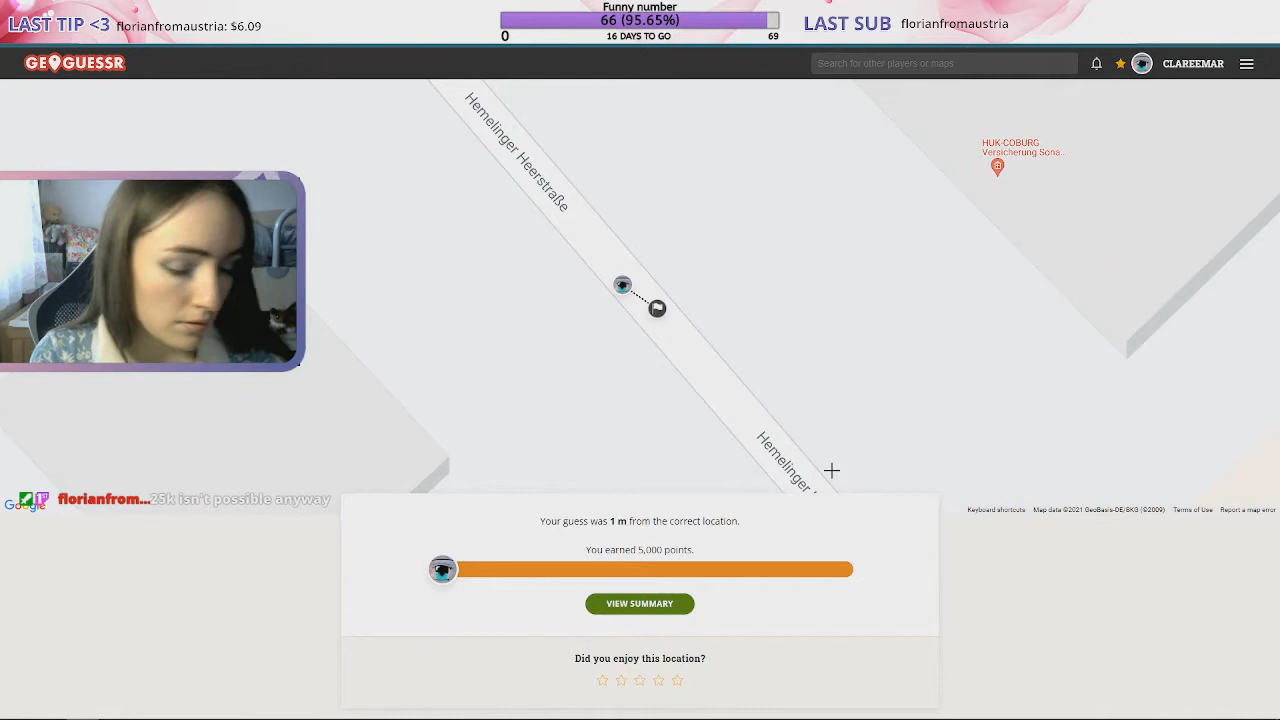 LAST TIP <3 florianfromaustria: $6.09
Funny number
66 (95.65%)
0 16 DAYS TO GO 69
LAST SUB florianfromaustria
GEOGUESSR
Search for other players or maps
CLAREEMAR
Hemelinger Heerstraße
HUK-COBURG
Versicherung Sona...
Hemelinger
florianfrom... 25k isn't possible anyway
Google
Keyboard shortcuts Map data ©2021 GeoBasis-DE/BKG (©2009) Terms of Use Report a map error
Your guess was 1 m from the correct location.
You earned 5,000 points.
VIEW SUMMARY
Did you enjoy this location?